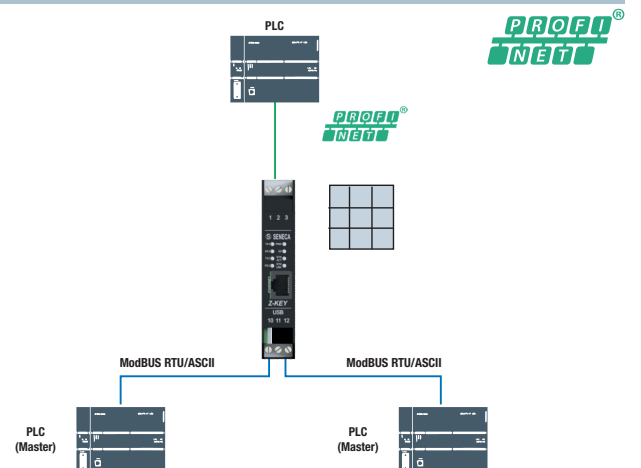 PLC
PROFI®
NET
PROFI®
NET
1 2 3
SENECA
Z-KEY
USB
10 11 12
ModBUS RTU/ASCII
ModBUS RTU/ASCII
PLC
(Master)
PLC
(Master)